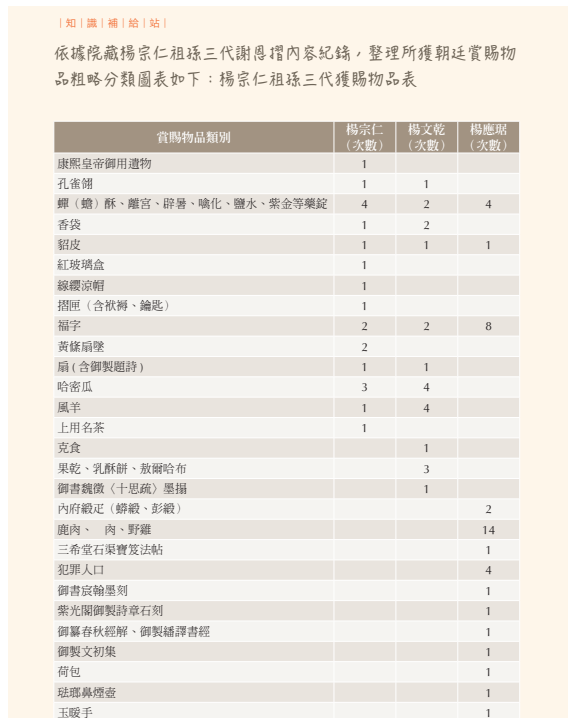 ｜知｜識｜補｜給｜站｜
依據院藏楊宗仁祖孫三代謝恩摺內容紀錄，整理所獲朝廷賞賜物
品粗略分類圖表如下：楊宗仁祖孫三代獲賜物品表
賞賜物品類別 楊宗仁（次數） 楊文乾（次數） 楊應琚（次數）
康熙皇帝御用遺物 1
孔雀翎 1 1
蟬（蟾）酥、離宮、辟暑、噙化、鹽水、紫金等藥錠 4 2 4
香袋 1 2
貂皮 1 1 1
紅玻璃盒 1
線纓涼帽 1
摺匣（含袱褥、鑰匙） 1
福字 2 2 8
黃絛扇墜 2
扇 ( 含御製題詩 ) 1 1
哈密瓜 3 4
風羊 1 4
上用名茶 1
克食 1
果乾、乳酥餅、敖爾哈布 3
御書魏徵〈十思疏〉墨搨 1
內府緞疋（蟒緞、彭緞） 2
鹿肉、　肉、野雞 14
三希堂石渠寶笈法帖 1
犯罪人口 4
御書宸翰墨刻 1
紫光閣御製詩章石刻 1
御纂春秋經解、御製繙譯書經 1
御製文初集 1
荷包 1
琺瑯鼻煙壺 1
玉暖手 1